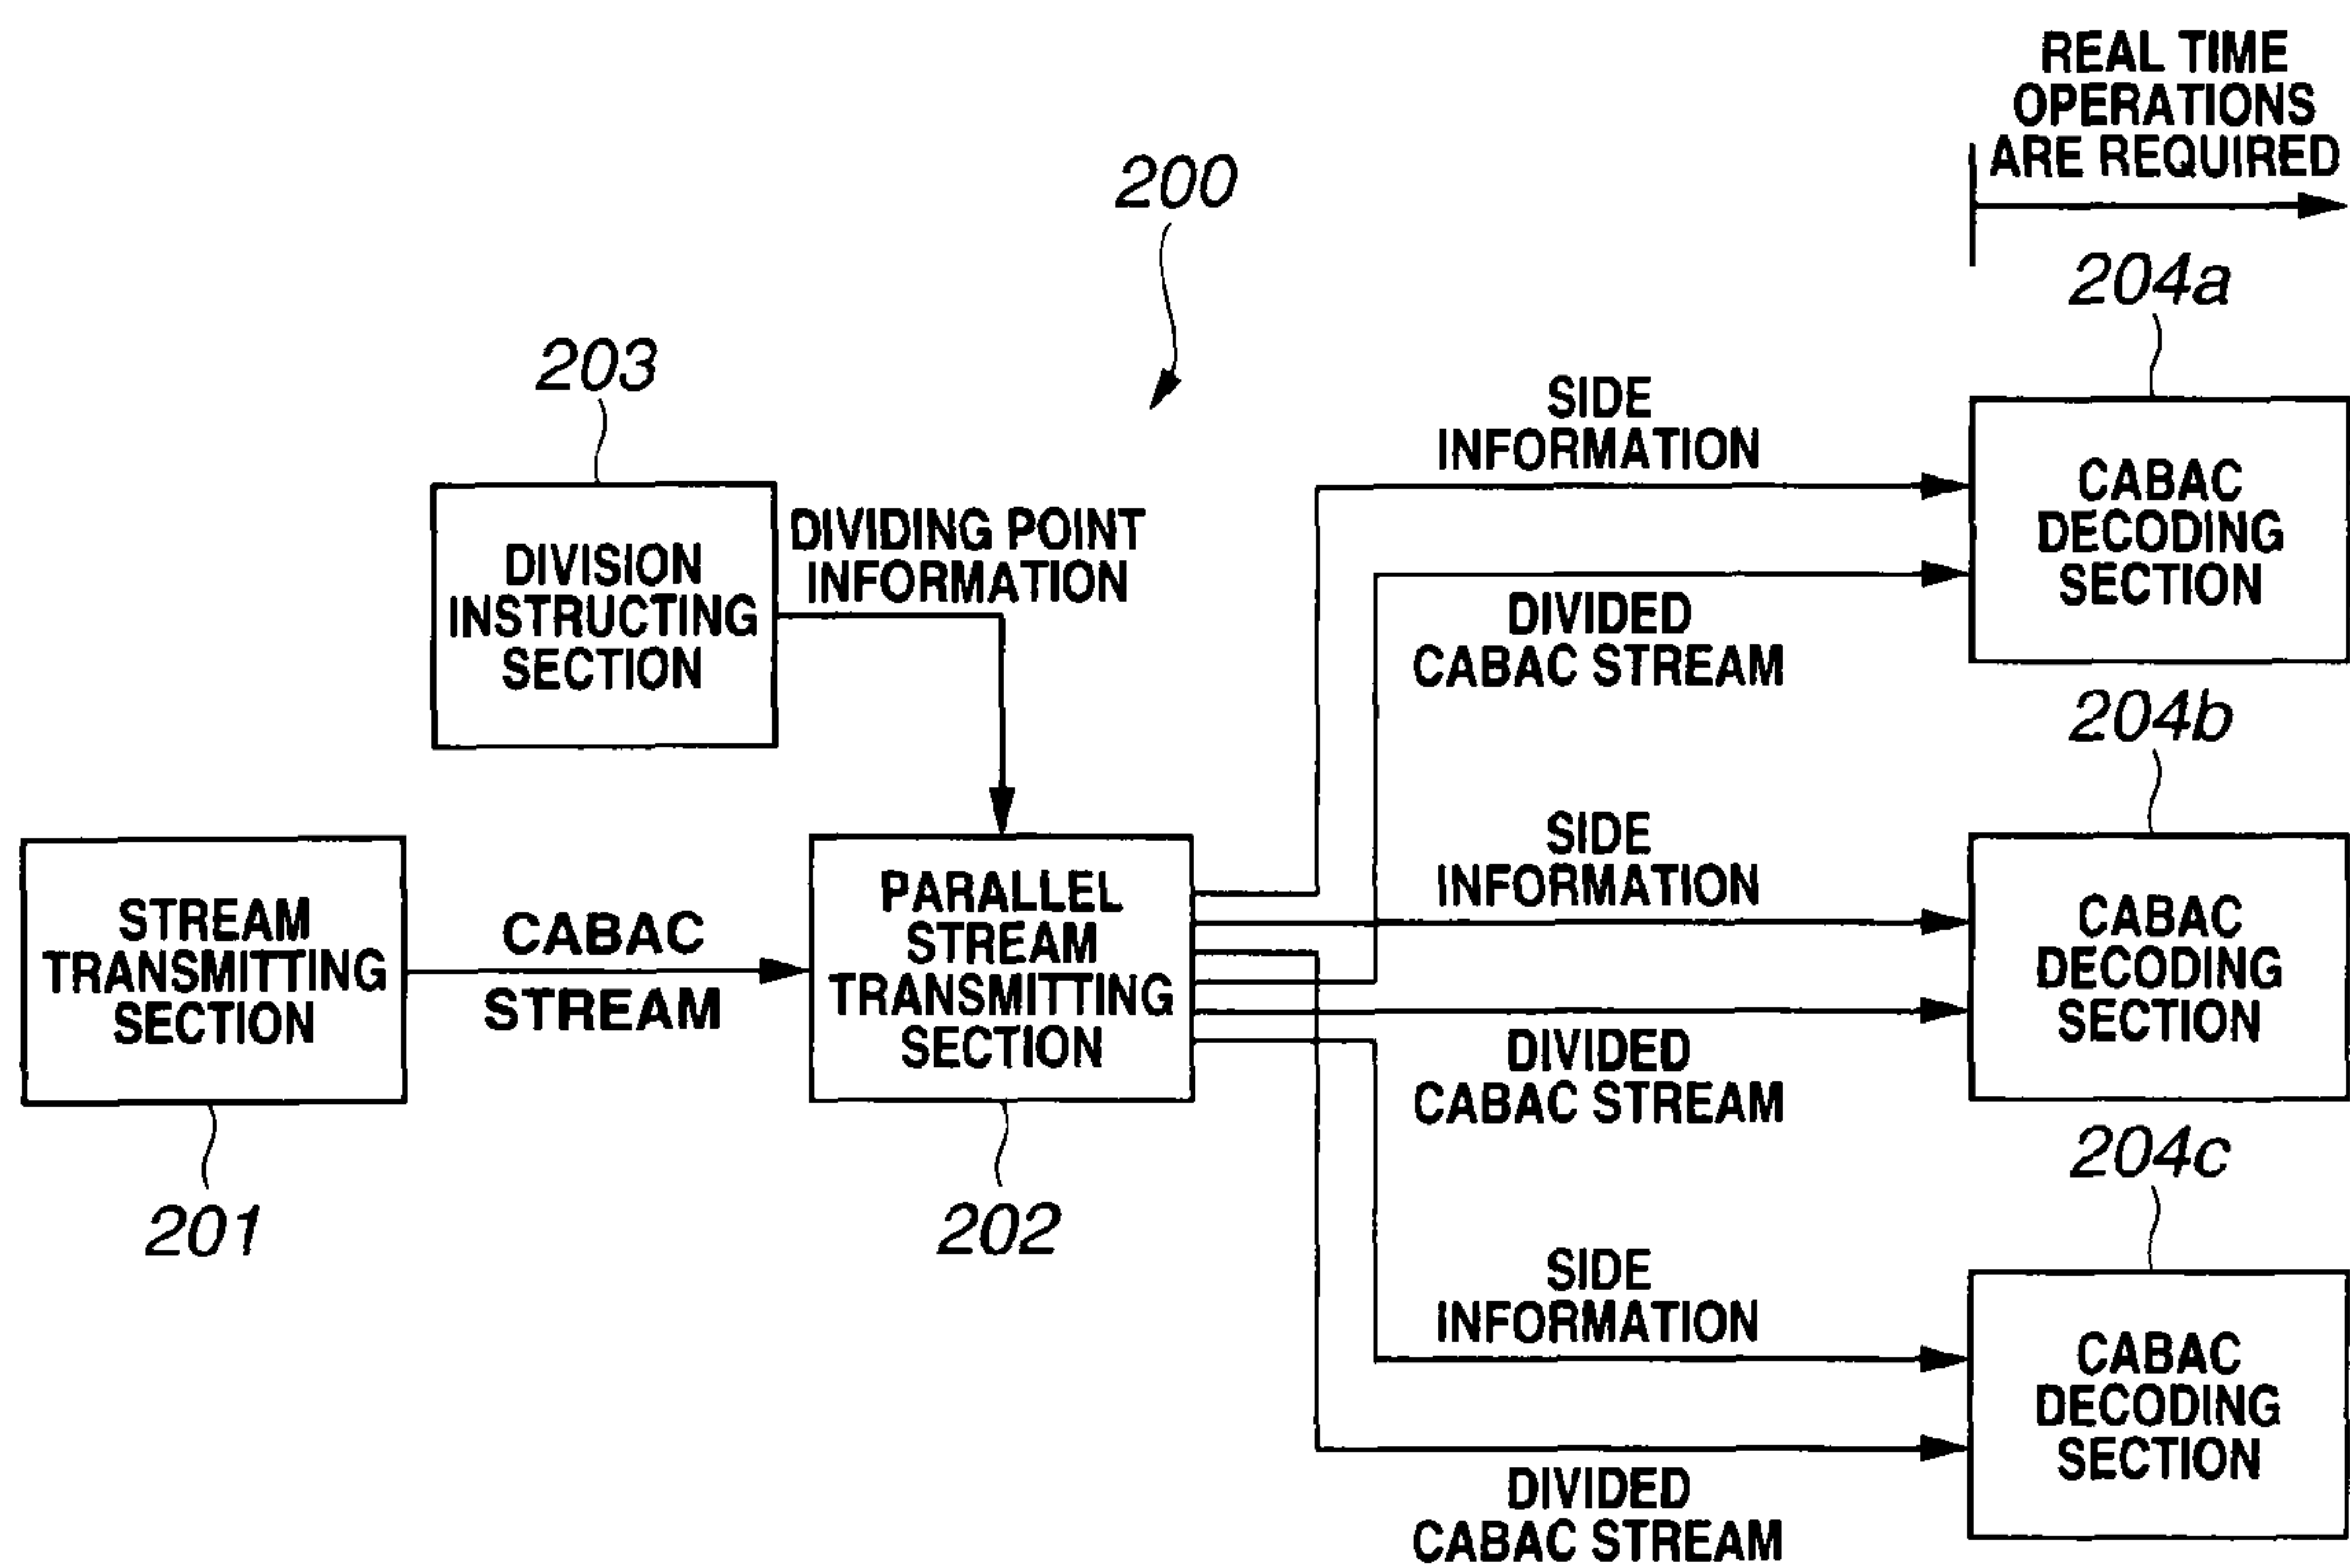 REAL TIME
OPERATIONS
ARE REQUIRED
200
204a
203
SIDE
INFORMATION
CABAC
DECODING
SECTION
DIVISION
INSTRUCTING
SECTION
DIVIDING POINT
INFORMATION
DIVIDED
CABAC STREAM
204b
SIDE
INFORMATION
STREAM
TRANSMITTING
SECTION
CABAC
STREAM
PARALLEL
STREAM
TRANSMITTING
SECTION
CABAC
DECODING
SECTION
DIVIDED
CABAC STREAM
204c
201
202
SIDE
INFORMATION
CABAC
DECODING
SECTION
DIVIDED
CABAC STREAM